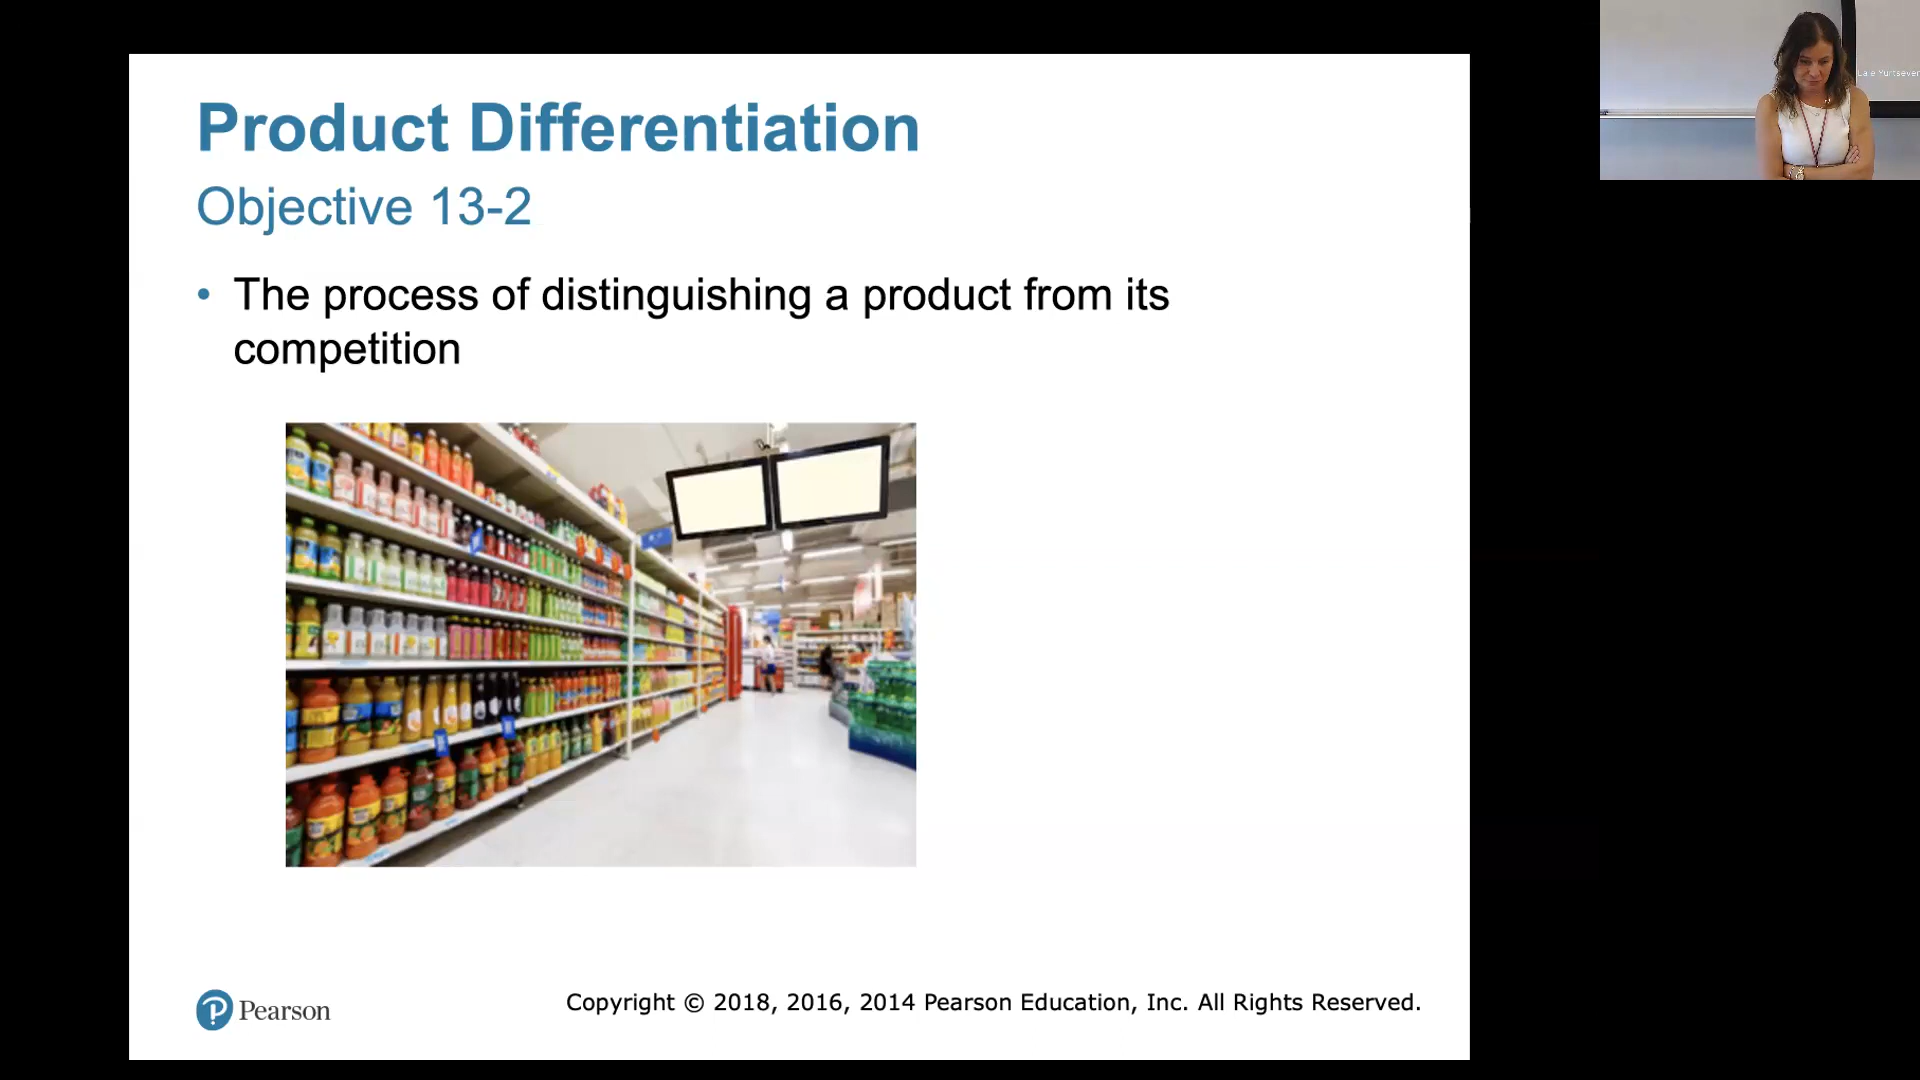 Product Differentiation
Objective 13-2
• The process of distinguishing a product from its
competition
Pearson
Copyright © 2018, 2016, 2014 Pearson Education, Inc. All Rights Reserved.
Yurtsever